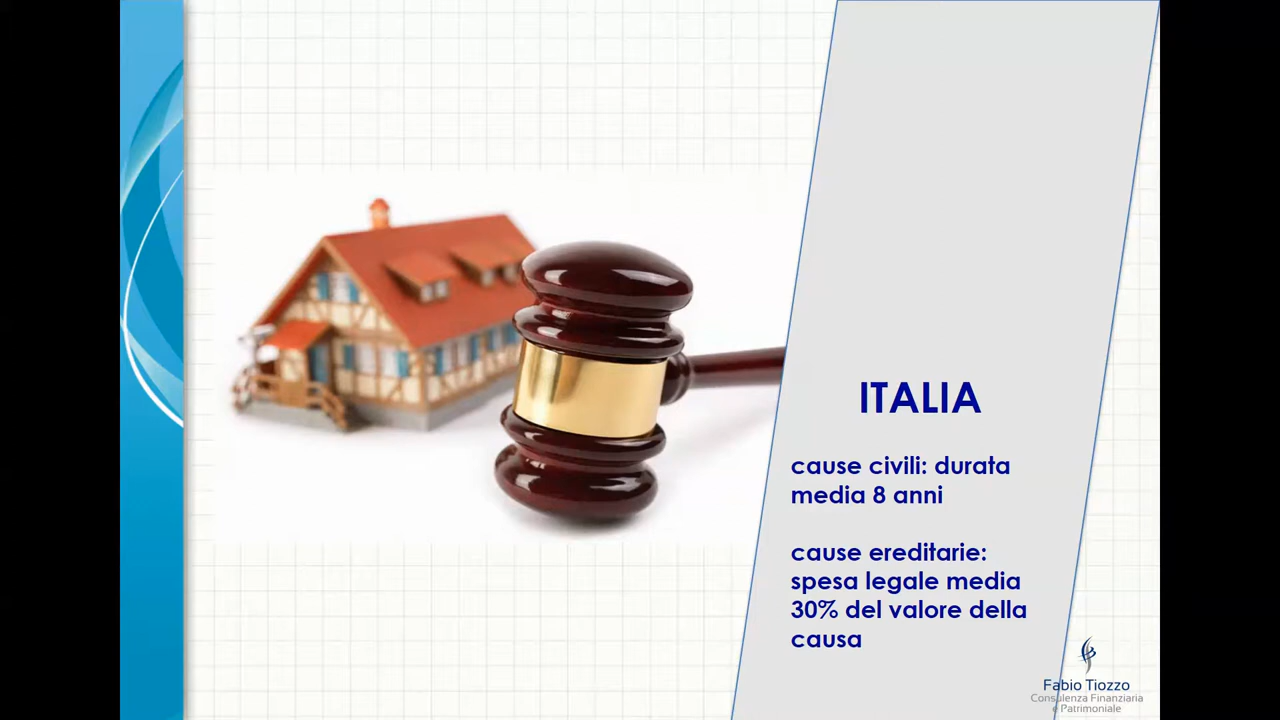 ITALIA
cause civili: durata
media 8 anni
cause ereditarie:
spesa legale media
30% del valore della
causa
Fabio Tiozzo
Consulenza Finanziaria
e Patrimoniale